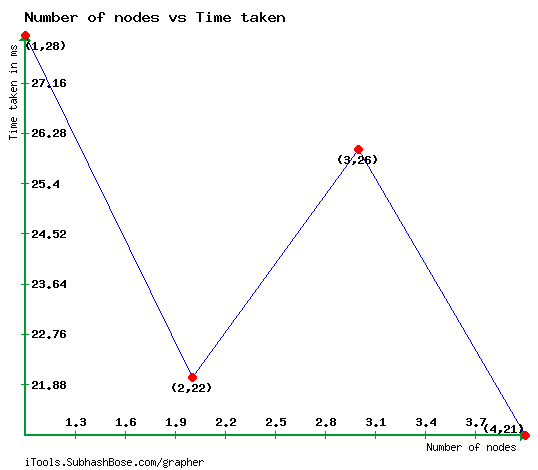 Number of nodes vs Time taken
Time taken in ms
(1,28)
27.16
26.28
(3,26)
25.4
24.52
23.64
22.76
21.88
(2,22)
1.3 1.6 1.9 2.2 2.5 2.8 3.1 3.4 3.7
(4,21)
Number of nodes
iTools.SubhashBose.com/grapher